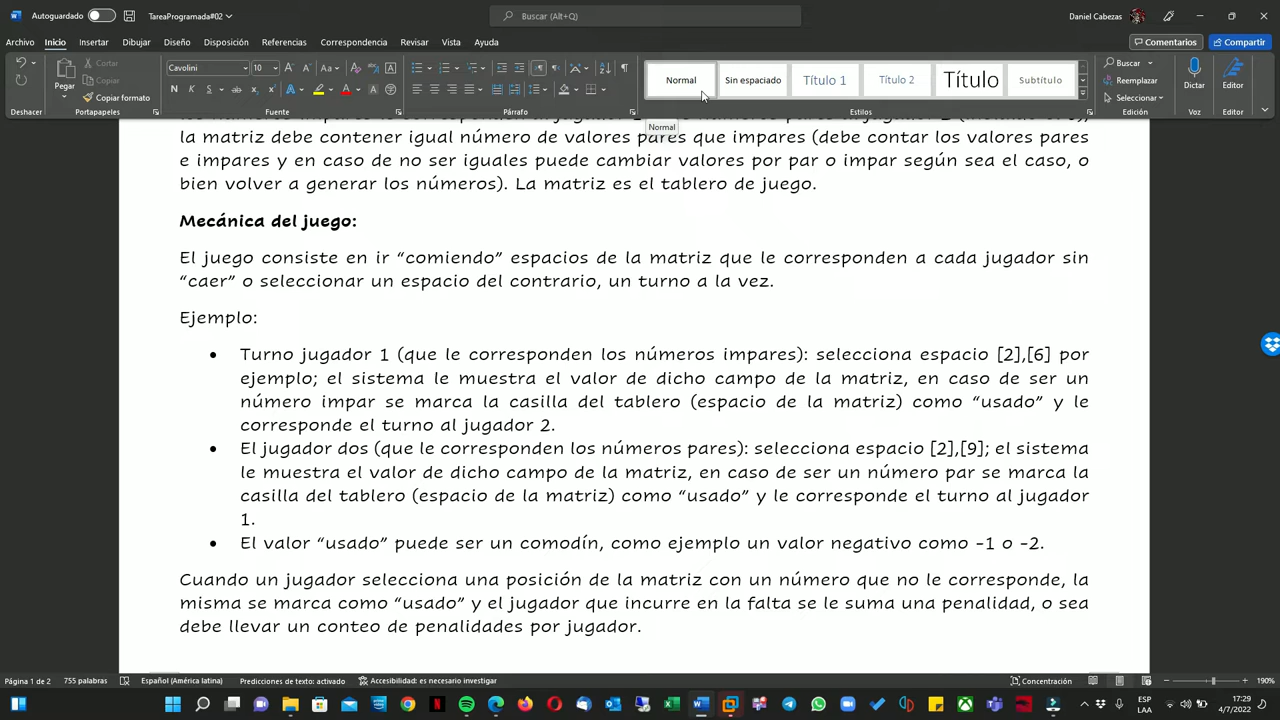 Autoguardado
TareaProgramada#02
Buscar (Alt+Q)
Daniel Cabezas
Archivo Inicio Insertar Dibujar Diseño Disposición Referencias Correspondencia Revisar Vista Ayuda
Comentarios Compartir
Deshacer
Pegar
Cortar
Copiar
Copiar formato
Portapapeles
Cavolini 10
Fuente
Párrafo
Normal Sin espaciado Título 1 Título 2 Título Subtítulo
Estilos
Buscar
Reemplazar
Seleccionar
Edición
Dictar
Voz
Editor
Editor
Normal
la matriz debe contener igual número de valores pares que impares (debe contar los valores pares
e impares y en caso de no ser iguales puede cambiar valores por par o impar según sea el caso, o
bien volver a generar los números). La matriz es el tablero de juego.
Mecánica del juego:
El juego consiste en ir “comiendo” espacios de la matriz que le corresponden a cada jugador sin
“caer” o seleccionar un espacio del contrario, un turno a la vez.
Ejemplo:
• Turno jugador 1 (que le corresponden los números impares): selecciona espacio [2],[6] por
ejemplo; el sistema le muestra el valor de dicho campo de la matriz, en caso de ser un
número impar se marca la casilla del tablero (espacio de la matriz) como “usado” y le
corresponde el turno al jugador 2.
• El jugador dos (que le corresponden los números pares): selecciona espacio [2],[9]; el sistema
le muestra el valor de dicho campo de la matriz, en caso de ser un número par se marca la
casilla del tablero (espacio de la matriz) como “usado” y le corresponde el turno al jugador
1.
• El valor “usado” puede ser un comodín, como ejemplo un valor negativo como -1 o -2.
Cuando un jugador selecciona una posición de la matriz con un número que no le corresponde, la
misma se marca como “usado” y el jugador que incurre en la falta se le suma una penalidad, o sea
debe llevar un conteo de penalidades por jugador.
Página 1 de 2 755 palabras Español (América latina) Predicciones de texto: activado Accesibilidad: es necesario investigar
Concentración
190%
ESP
LAA
17:29
4/7/2022